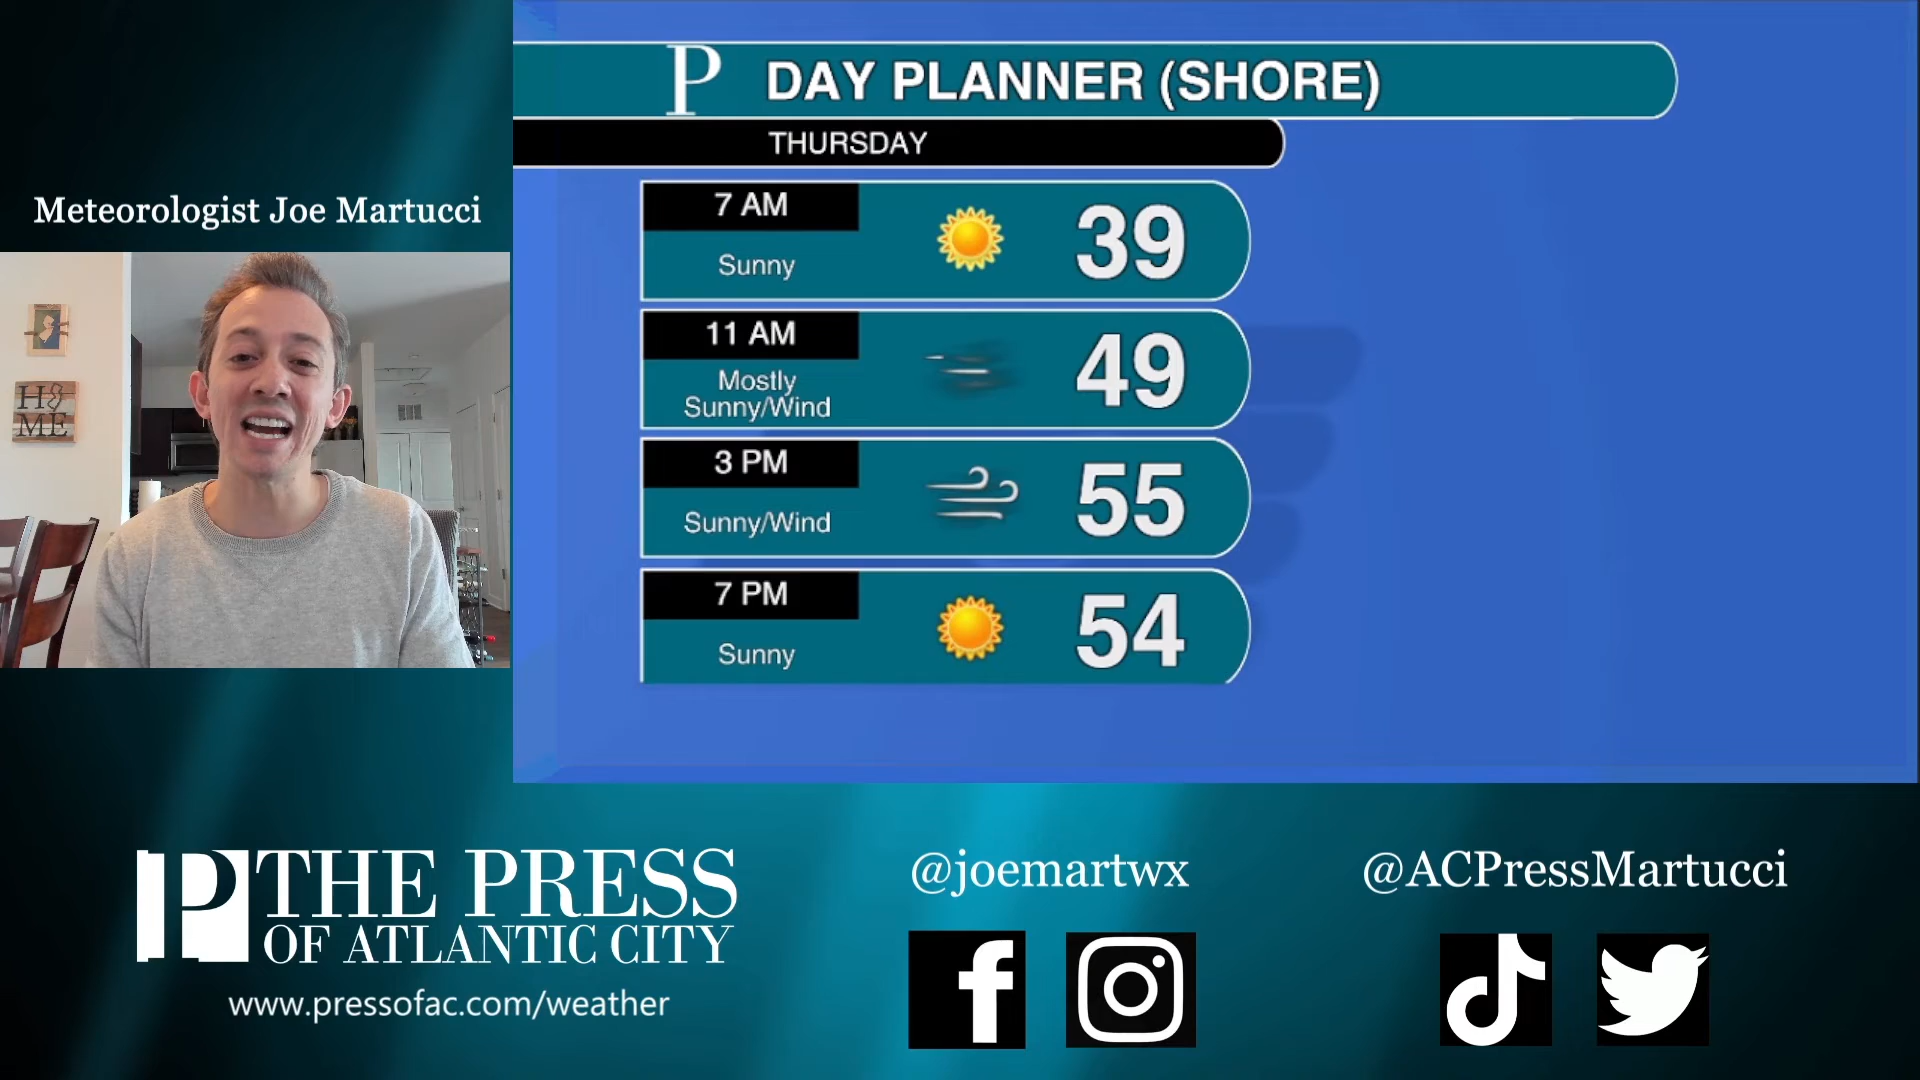 Meteorologist Joe Martucci
H
ME
P DAY PLANNER (SHORE)
THURSDAY
7 AM
Sunny
39
11 AM
Mostly
Sunny/Wind
49
3 PM
Sunny/Wind
55
7 PM
Sunny
54
P THE PRESS
OF ATLANTIC CITY
www.pressofac.com/weather
@joemartwx
@ACPressMartucci